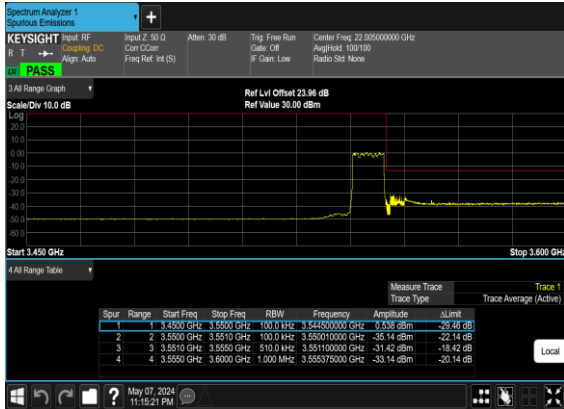 Spectrum Analyzer 1
Spurious Emissions
KEYSIGHT Input: RF Input Z: 50 Ω Atten: 30 dB Trig: Free Run Center Freq: 22.005000000 GHz
R T Coupling: DC Corr CCorr Gate: Off Avg|Hold: 100/100
Align: Auto Freq Ref: Int (S) IF Gain: Low Radio Std: None
PASS
3 All Range Graph
Ref Lvl Offset 23.96 dB
Scale/Div 10.0 dB Ref Value 30.00 dBm
Log
20.0
10.0
0.00
-10.0
-20.0
-30.0
-40.0
-50.0
-60.0
Start 3.450 GHz Stop 3.600 GHz
4 All Range Table
Measure Trace Trace 1
Trace Type Trace Average (Active)
Spur Range Start Freq Stop Freq RBW Frequency Amplitude ΔLimit
1 1 3.4500 GHz 3.5500 GHz 100.0 kHz 3.544500000 GHz 0.538 dBm -29.46 dB
2 2 3.5500 GHz 3.5510 GHz 100.0 kHz 3.550010000 GHz -35.14 dBm -22.14 dB
3 3 3.5510 GHz 3.5550 GHz 510.0 kHz 3.551100000 GHz -31.42 dBm -18.42 dB
4 4 3.5550 GHz 3.6000 GHz 1.000 MHz 3.555375000 GHz -33.14 dBm -20.14 dB
Local
May 07, 2024
11:15:21 PM